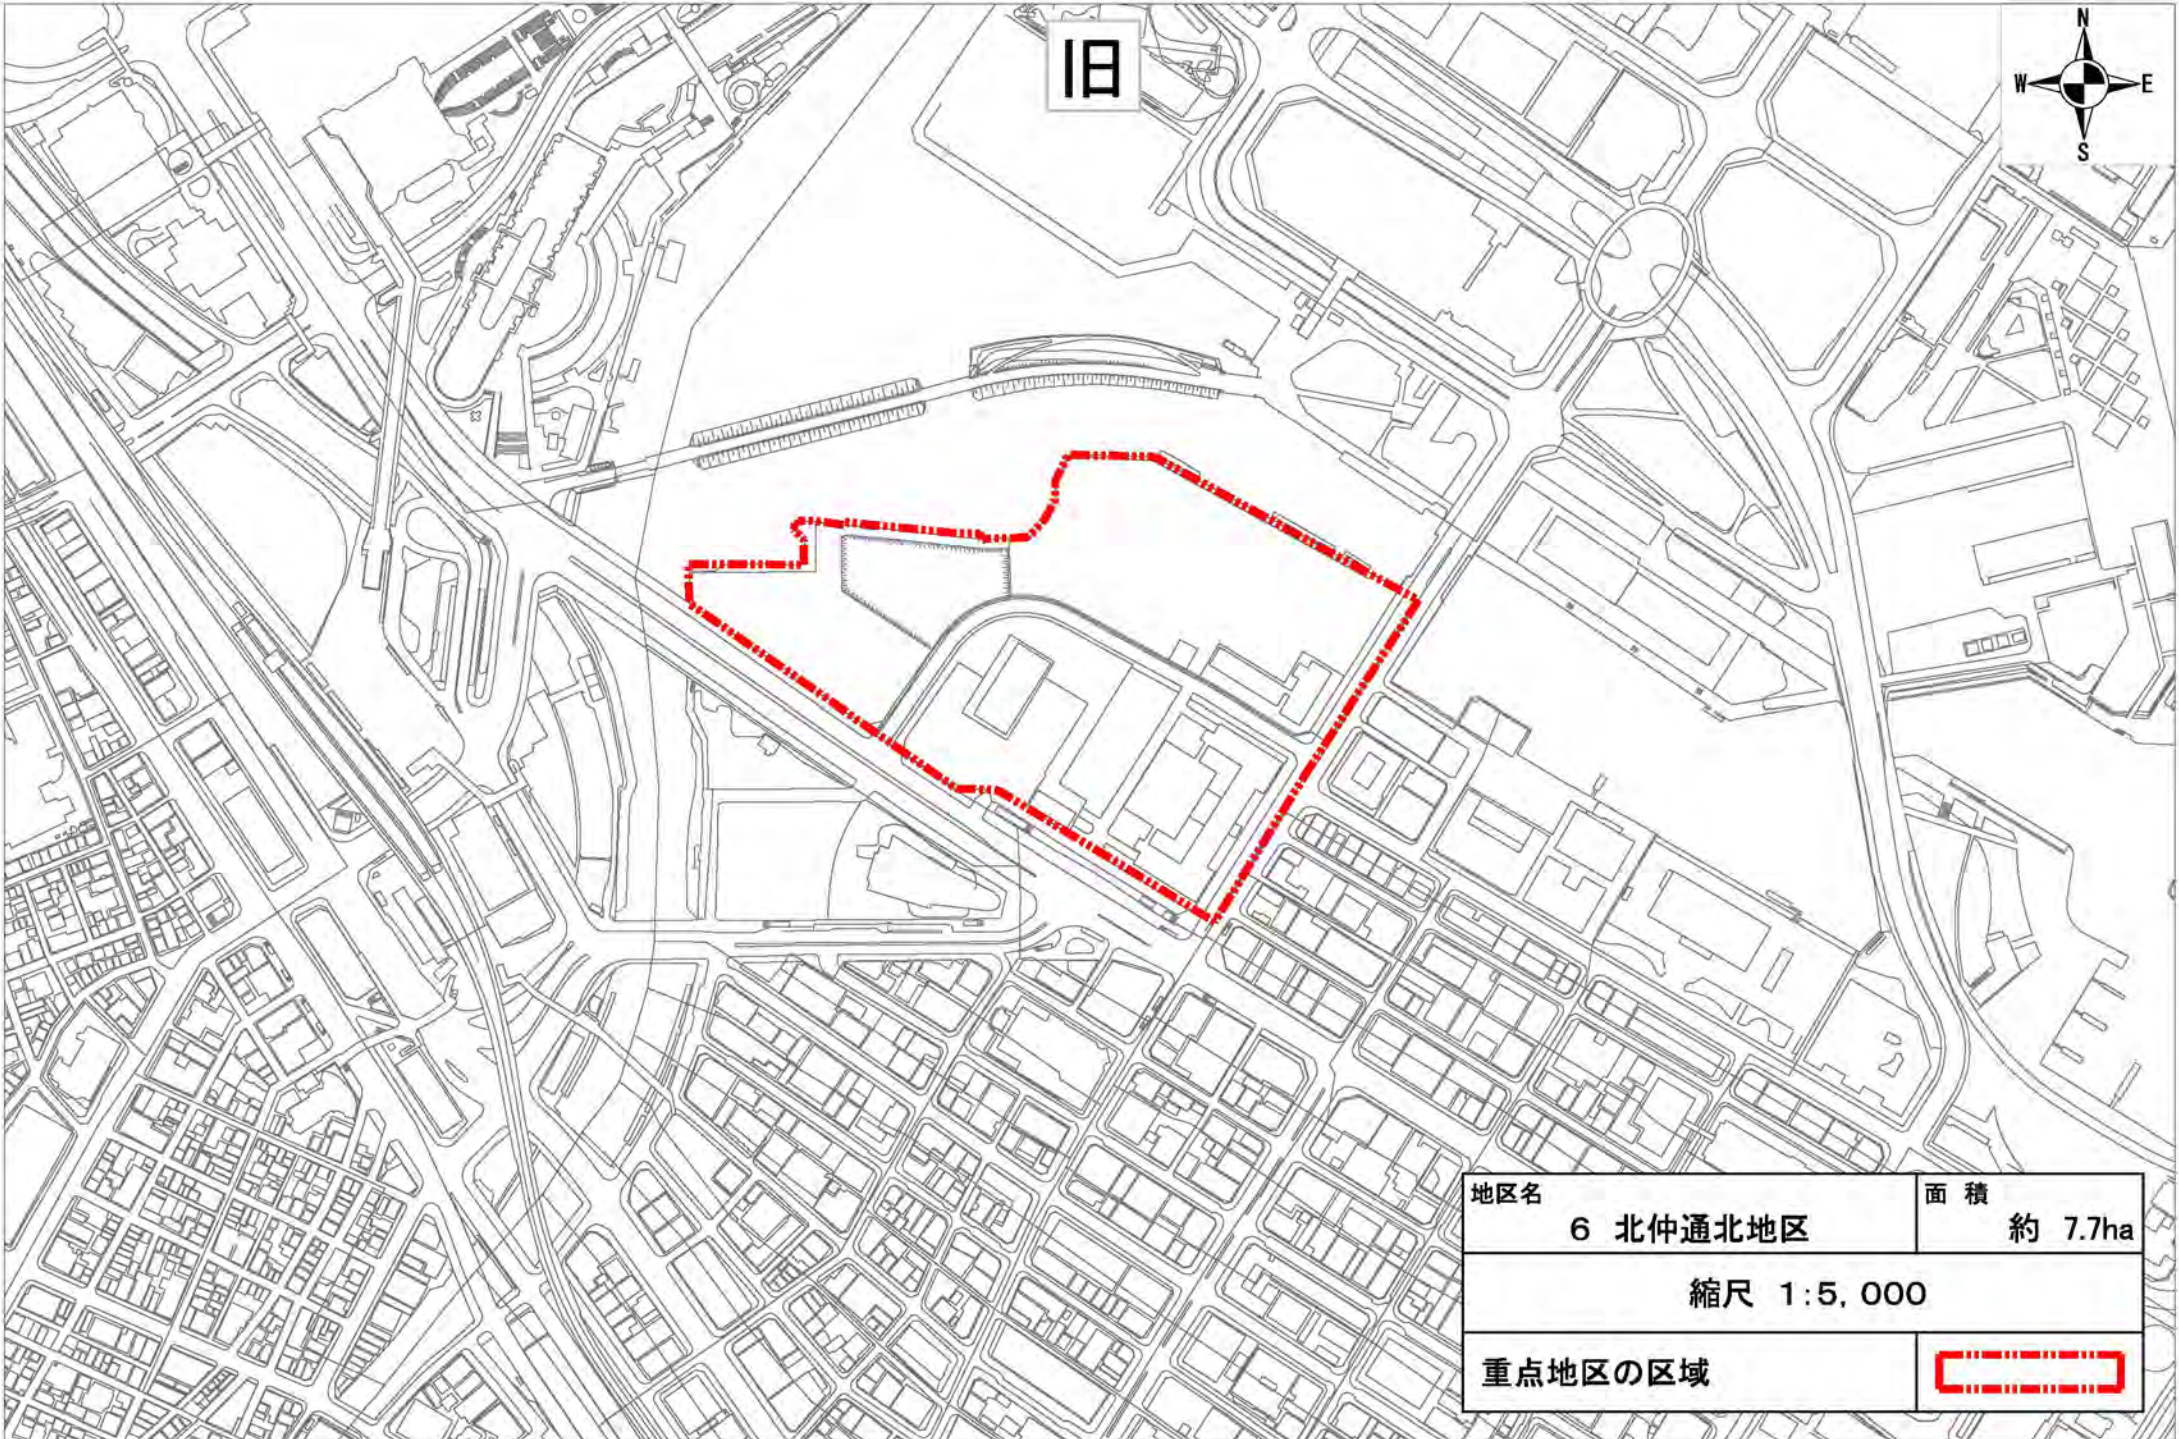 旧
N
W E
S
地区名
6 北仲通北地区
面 積
約 7.7ha
縮尺 1:5,000
重点地区の区域